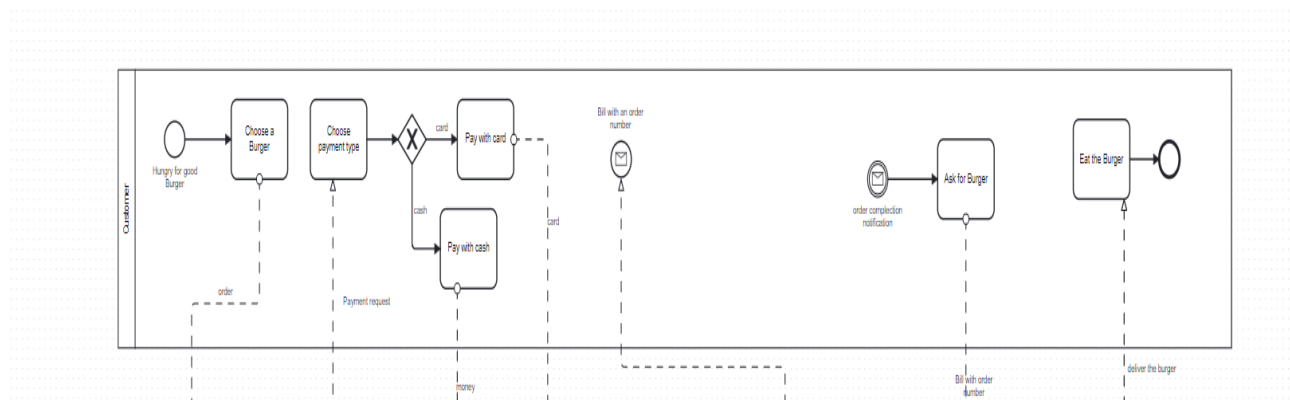 Customer
Hungry for good
Burger
Choose a
Burger
order
Choose
payment type
Payment request
card
Pay with card
cash
Pay with cash
card
money
Bill with an order
number
order complection
notification
Ask for Burger
Bill with order
number
Eat the Burger
deliver the burger